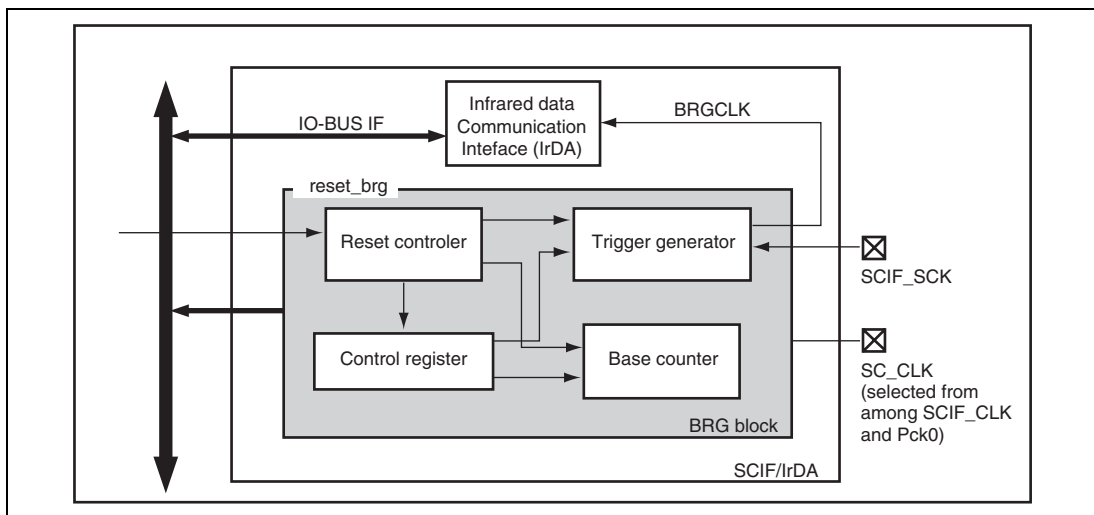 Infrared data
Communication
Inteface (IrDA)
BRGCLK
IO-BUS IF
reset_brg
Reset controler
Trigger generator
SCIF_SCK
Control register
Base counter
SC_CLK
(selected from
among SCIF_CLK
and Pck0)
BRG block
SCIF/IrDA